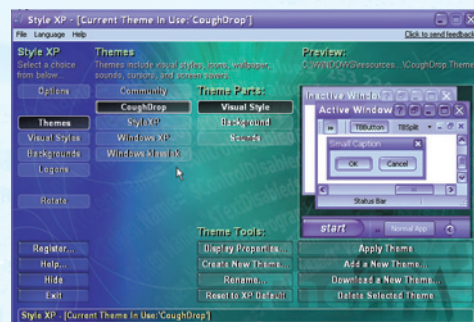 Style XP - [Current Theme In Use:'CoughDrop']
File Language Help
Click to send feedback
Style XP
Select a choice
from below...
Options
Themes
Visual Styles
Backgrounds
Logons
Rotate
Register...
Help...
Hide
Exit
Themes
Themes include visual styles, icons, wallpaper,
sounds, cursors, and screen savers.
Community
CoughDrop
StyleXP
Windows XP
Windows klassiek
Theme Parts:
Visual Style
Background
Sounds
Theme Tools:
Display Properties...
Create New Theme...
Rename...
Reset to XP Default
Preview:
C:\WINDOWS\resources ...\CoughDrop.Theme
Inactive Window
Active Window
TBButton
TBSplit
Small Caption
OK
Cancel
Status Bar
start
Normal App
Apply Theme
Add a New Theme...
Download a New Theme...
Delete Selected Theme
Style XP - [Current Theme In Use:'CoughDrop']